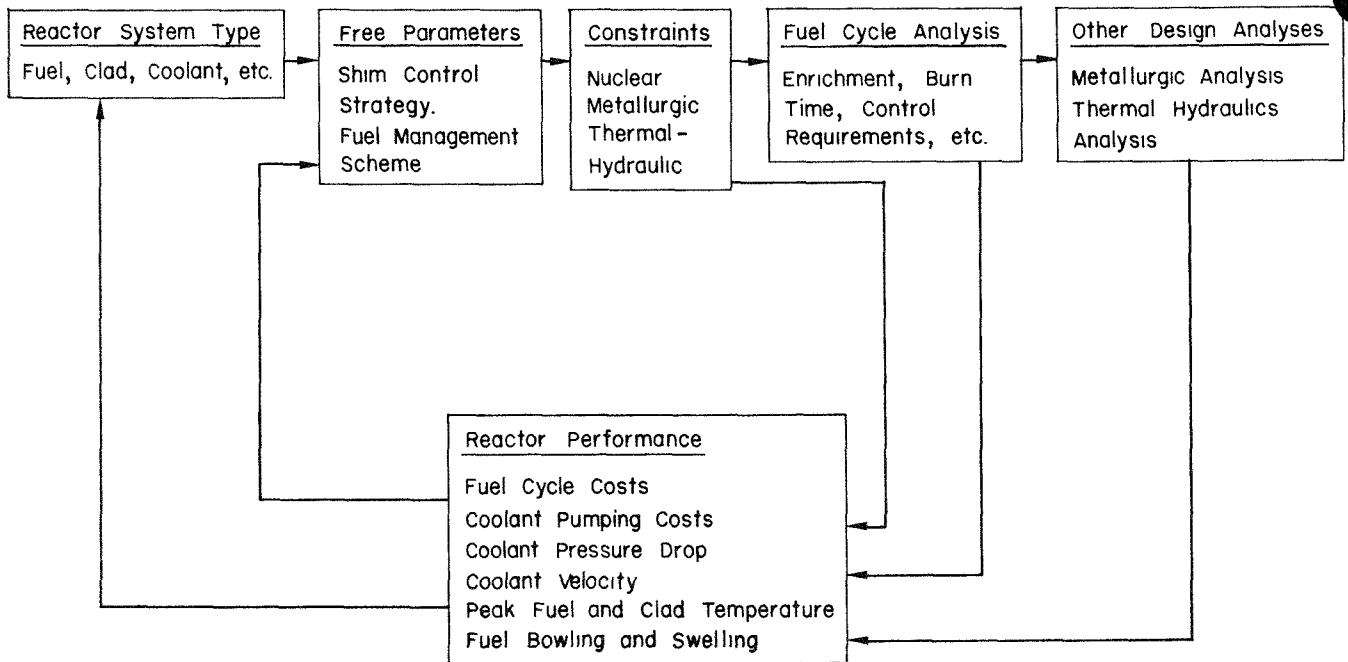 Reactor System Type
Fuel, Clad, Coolant, etc.
Free Parameters
Shim Control
Strategy.
Fuel Management
Scheme
Constraints
Nuclear
Metallurgic
Thermal-
Hydraulic
Fuel Cycle Analysis
Enrichment, Burn
Time, Control
Requirements, etc.
Other Design Analyses
Metallurgic Analysis
Thermal Hydraulics
Analysis
Reactor Performance
Fuel Cycle Costs
Coolant Pumping Costs
Coolant Pressure Drop
Coolant Velocity
Peak Fuel and Clad Temperature
Fuel Bowling and Swelling